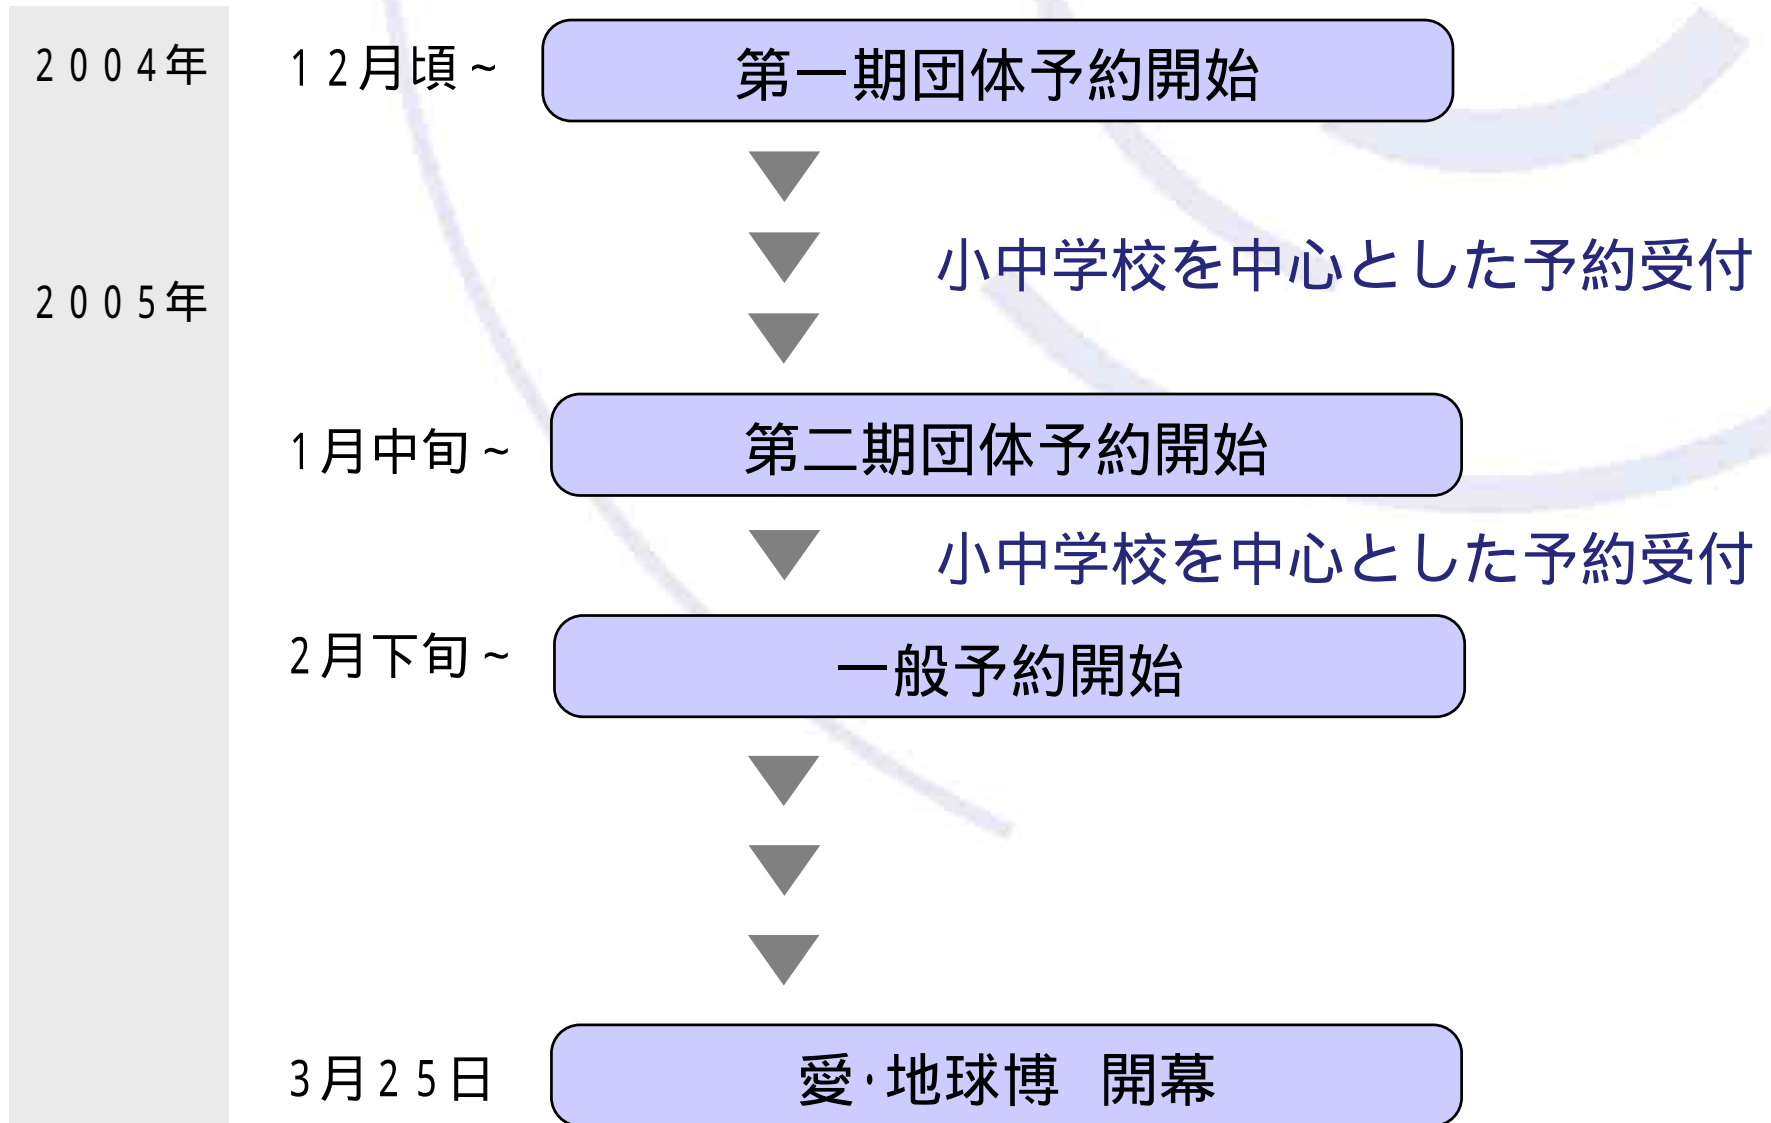 ２００４年
１２月頃～
第一期団体予約開始
小中学校を中心とした予約受付
２００５年
１月中旬～
第二期団体予約開始
小中学校を中心とした予約受付
２月下旬～
一般予約開始
３月２５日
愛・地球博　開幕